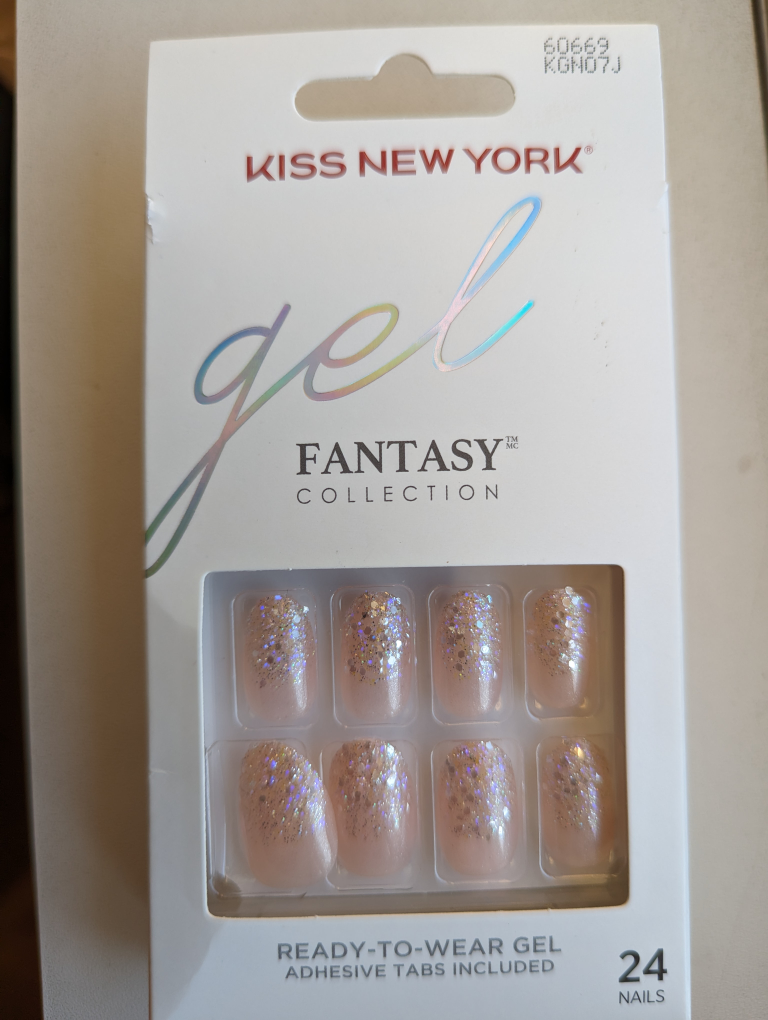 60669
KGN07J
KISS NEW YORK®
gel
FANTASY™ MC
COLLECTION
READY-TO-WEAR GEL
ADHESIVE TABS INCLUDED
24
NAILS